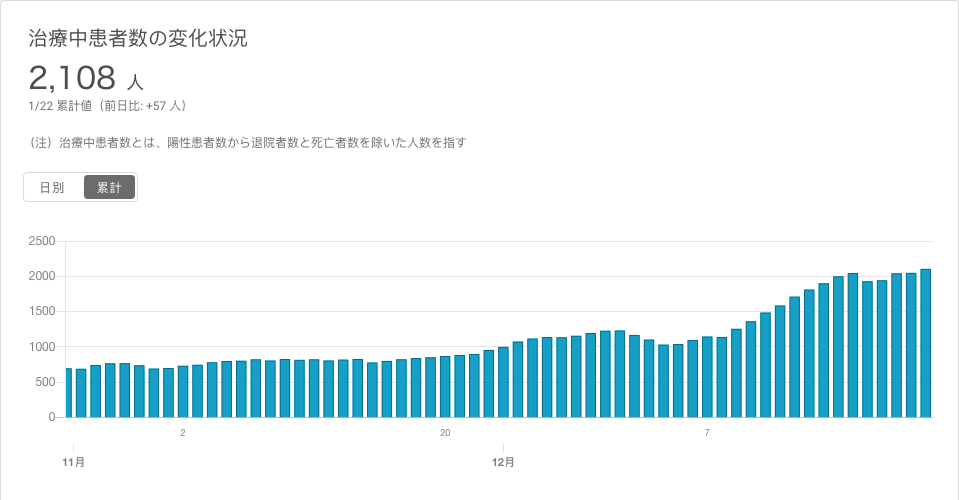 治療中患者数の変化状況
2,108 人
1/22 累計値（前日比: +57 人）
（注）治療中患者数とは、陽性患者数から退院者数と死亡者数を除いた人数を指す
日別 累計
2500
2000
1500
1000
500
0
2 20 7
11月 12月